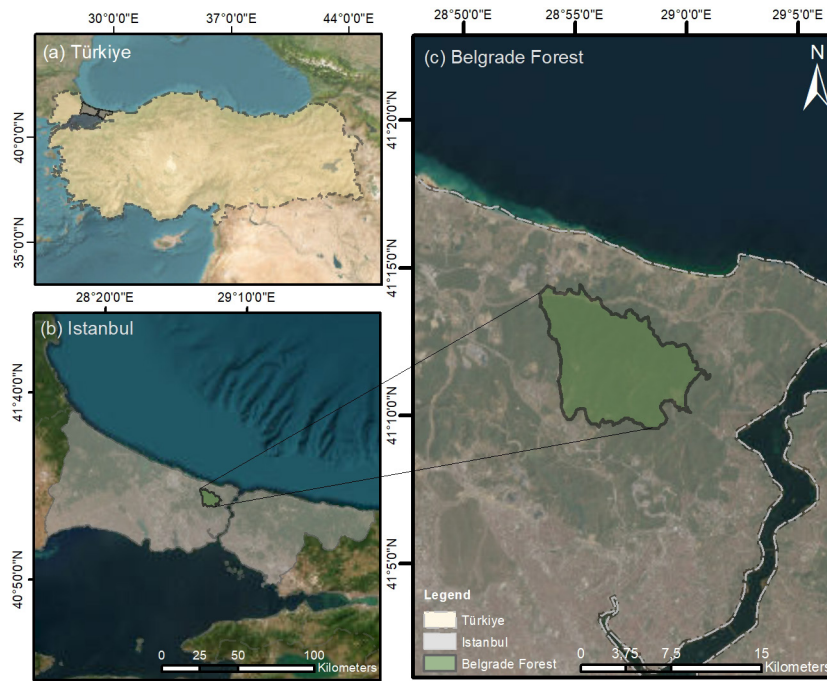 30°0'0"E 37°0'0"E 44°0'0"E
(a) Türkiye
40°0'0"N
35°0'0"N
28°20'0"E 29°10'0"E
(b) Istanbul
41°40'0"N
40°50'0"N
0 25 50 100
Kilometers
28°50'0"E 28°55'0"E 29°0'0"E 29°5'0"E
(c) Belgrade Forest
N
41°20'0"N
41°15'0"N
41°10'0"N
41°5'0"N
Legend
Türkiye
Istanbul
Belgrade Forest
0 3,75 7,5 15
Kilometers